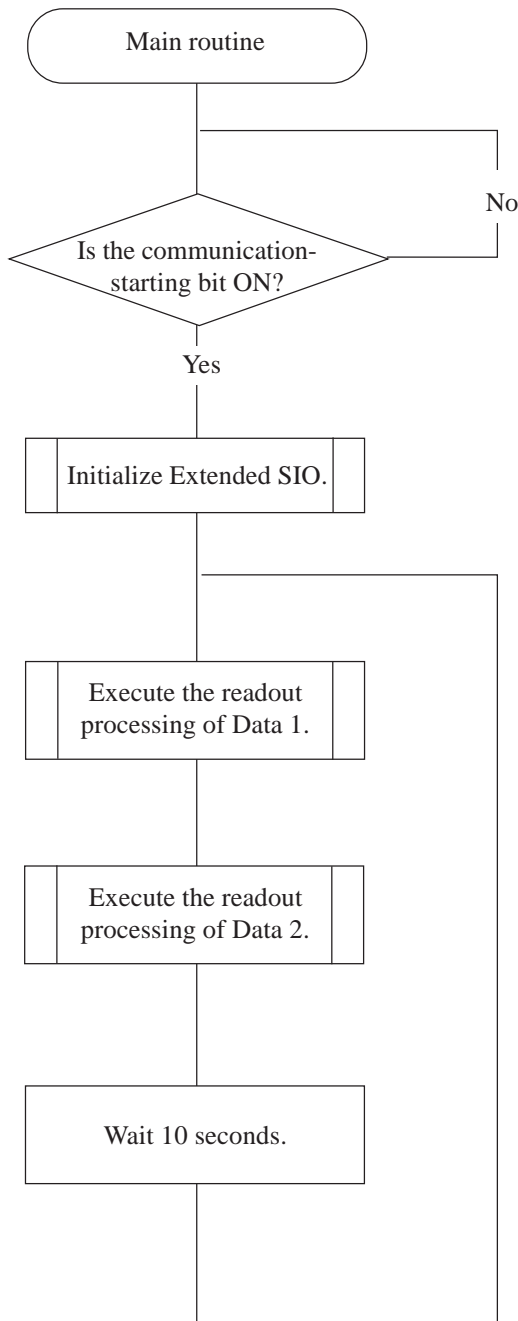 Main routine
No
Is the communication-
starting bit ON?
Yes
Initialize Extended SIO.
Execute the readout
processing of Data 1.
Execute the readout
processing of Data 2.
Wait 10 seconds.